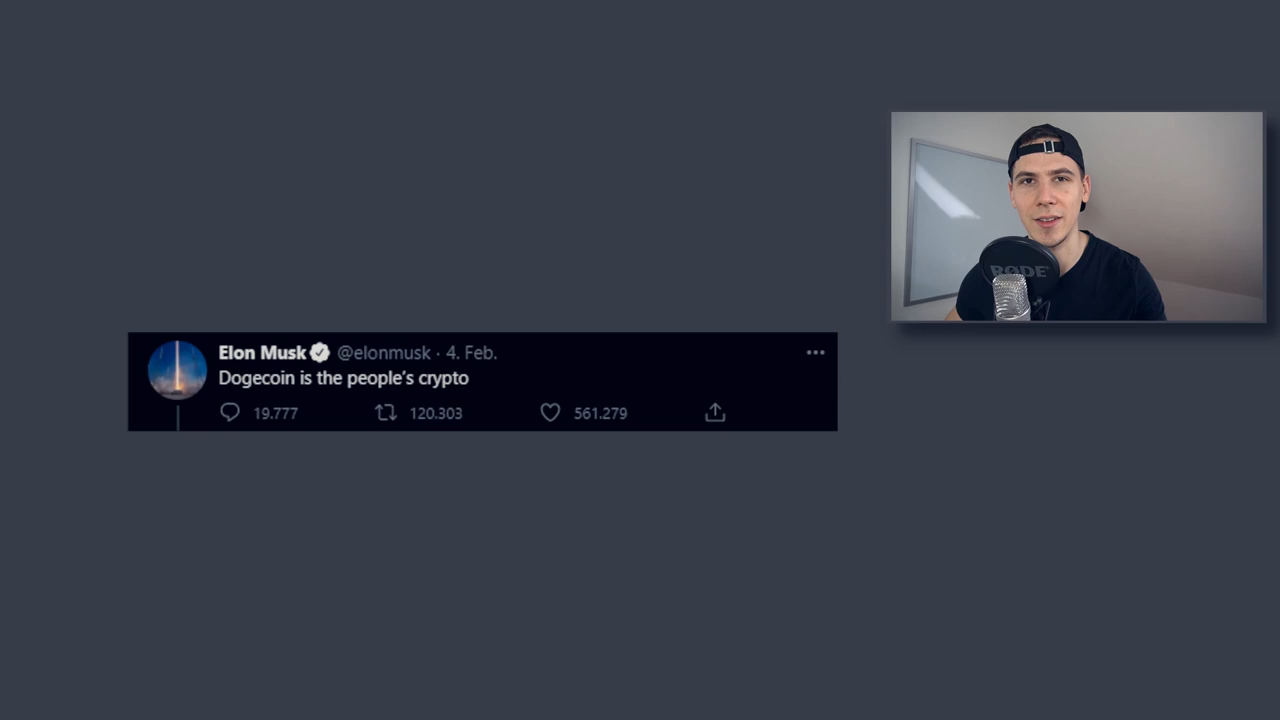 Elon Musk @elonmusk · 4. Feb.
Dogecoin is the people's crypto
19.777 120.303 561.279
RODE